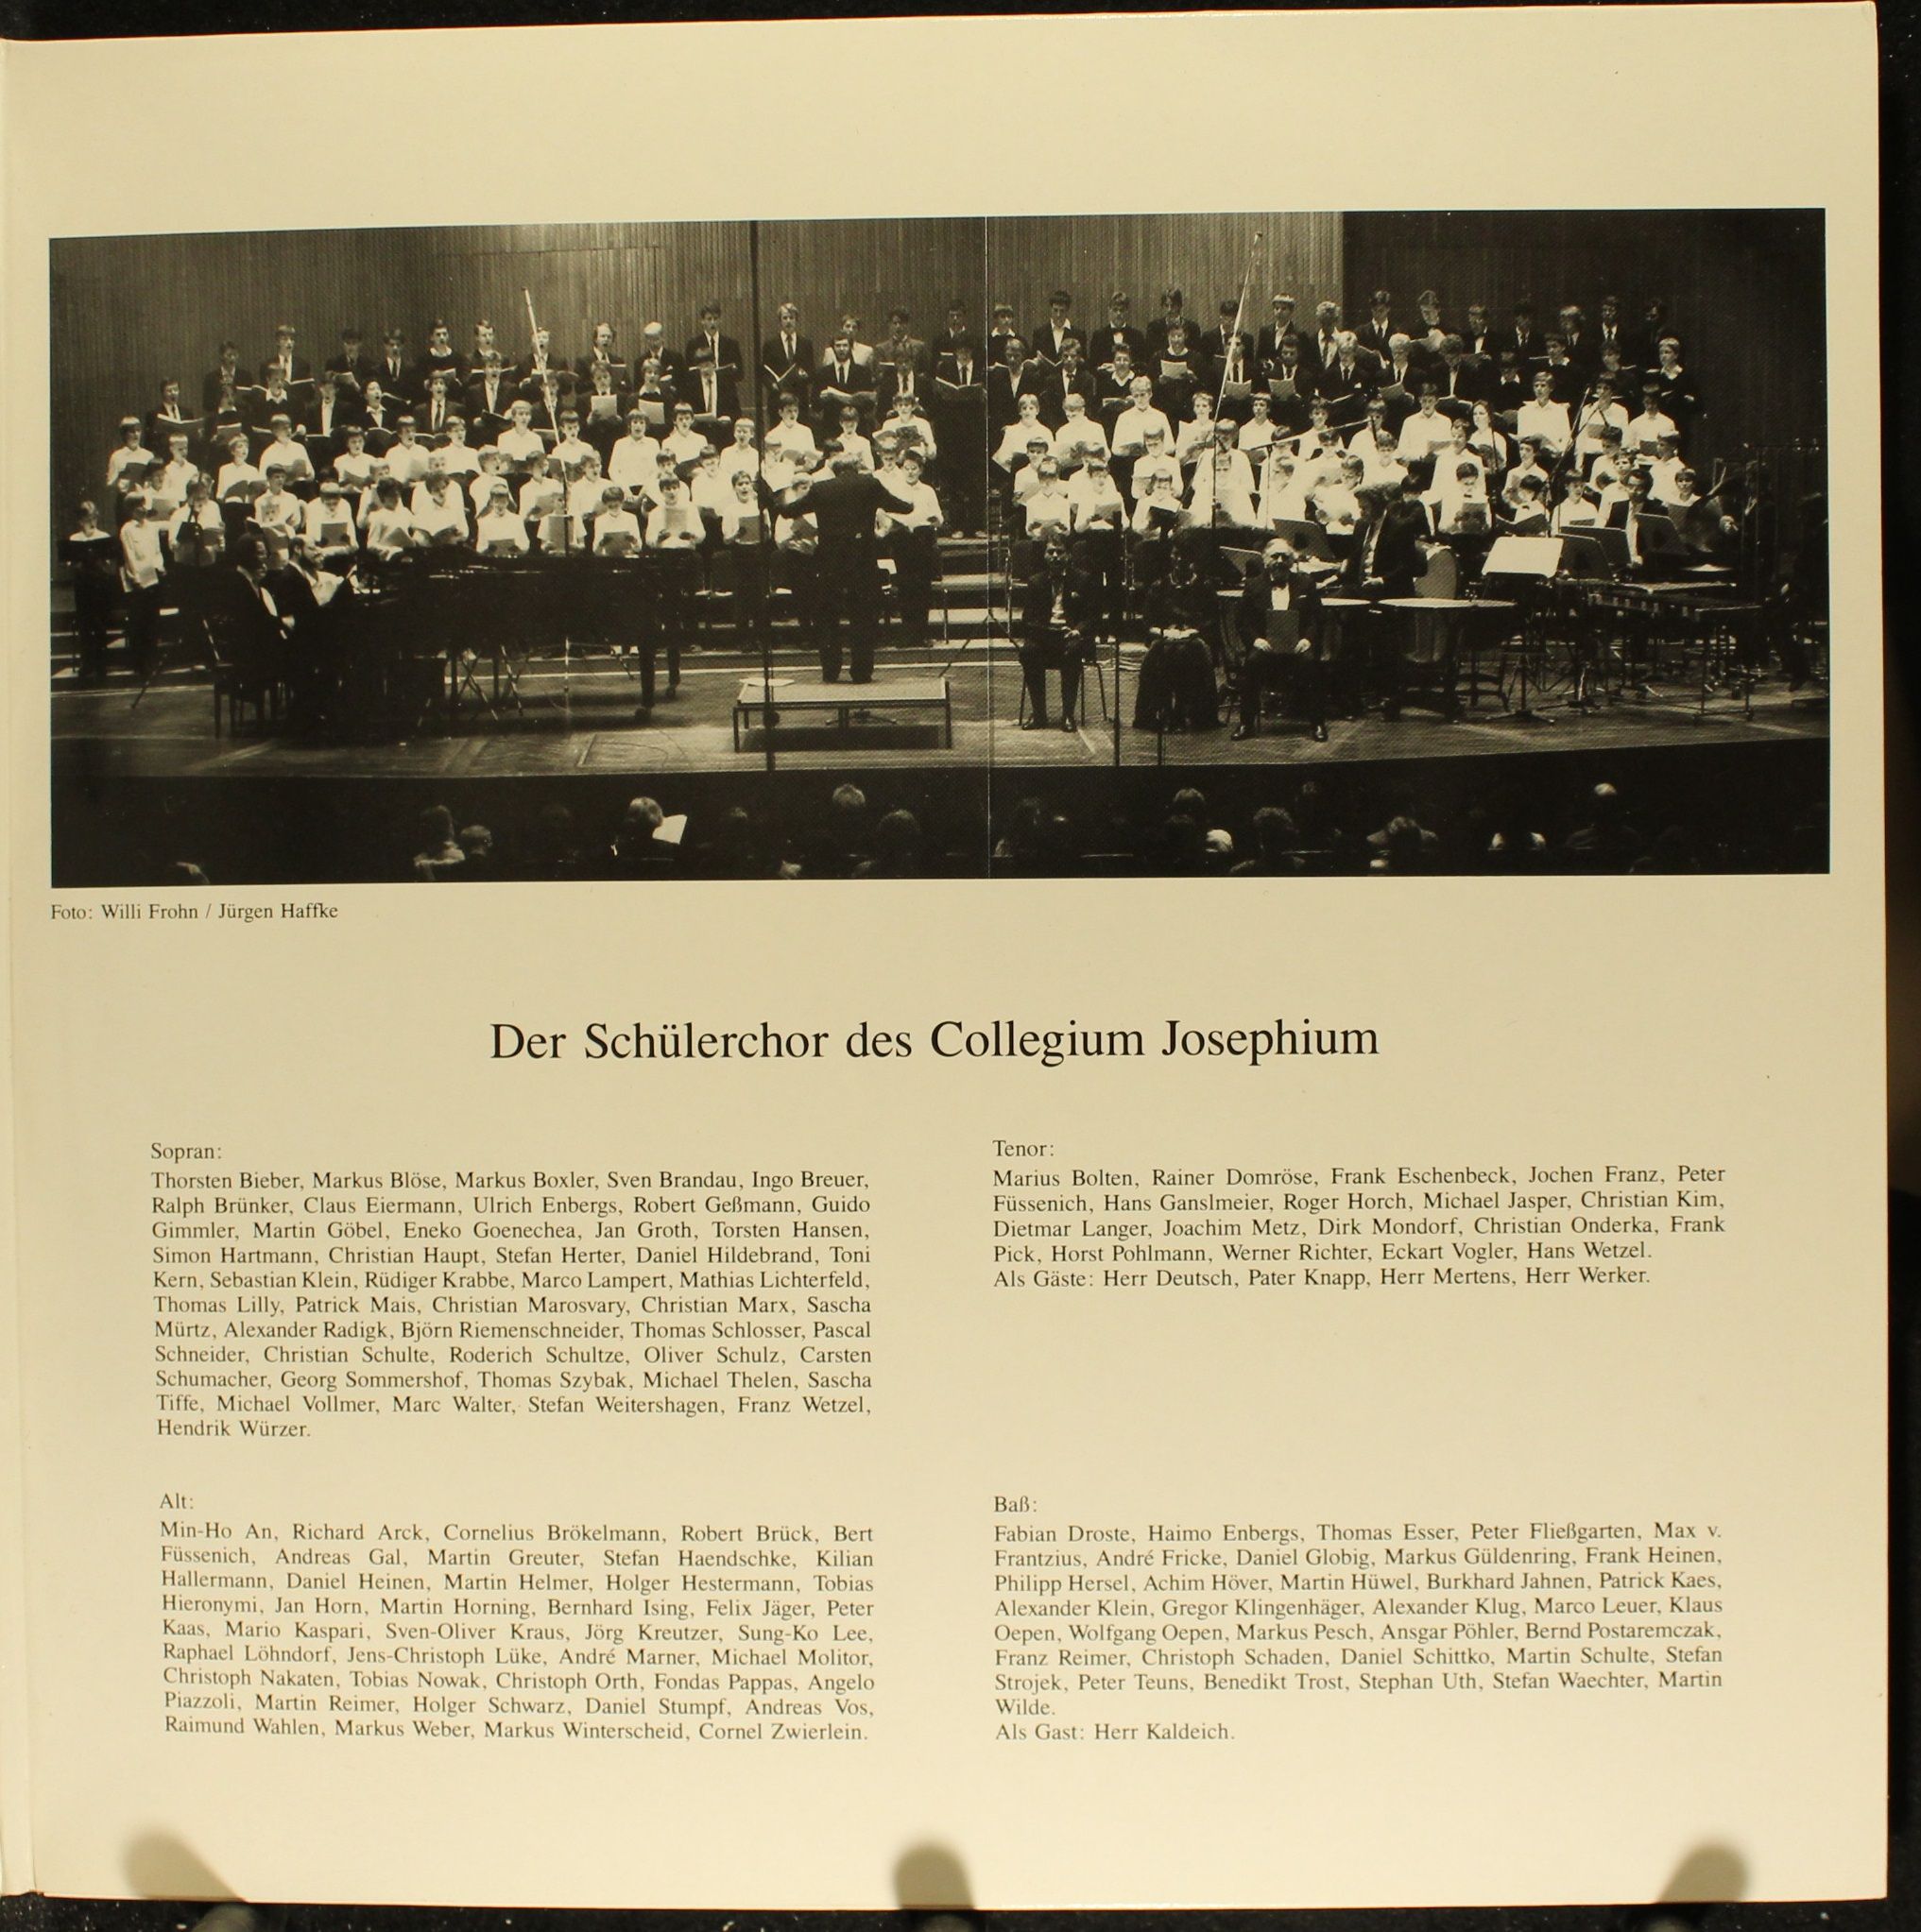 Foto: Willi Frohn / Jürgen Haffke
Der Schülerchor des Collegium Josephium
Sopran:
Thorsten Bieber, Markus Blöse, Markus Boxler, Sven Brandau, Ingo Breuer,
Ralph Brünker, Claus Eiermann, Ulrich Enbergs, Robert Geßmann, Guido
Gimmler, Martin Göbel, Eneko Goenechea, Jan Groth, Torsten Hansen,
Simon Hartmann, Christian Haupt, Stefan Herter, Daniel Hildebrand, Toni
Kern, Sebastian Klein, Rüdiger Krabbe, Marco Lampert, Mathias Lichterfeld,
Thomas Lilly, Patrick Mais, Christian Marosvary, Christian Marx, Sascha
Mürtz, Alexander Radigk, Björn Riemenschneider, Thomas Schlosser, Pascal
Schneider, Christian Schulte, Roderich Schultze, Oliver Schulz, Carsten
Schumacher, Georg Sommershof, Thomas Szybak, Michael Thelen, Sascha
Tiffe, Michael Vollmer, Marc Walter, Stefan Weitershagen, Franz Wetzel,
Hendrik Würzer.
Alt:
Min-Ho An, Richard Arck, Cornelius Brökelmann, Robert Brück, Bert
Füssenich, Andreas Gal, Martin Greuter, Stefan Haendschke, Kilian
Hallermann, Daniel Heinen, Martin Helmer, Holger Hestermann, Tobias
Hieronymi, Jan Horn, Martin Horning, Bernhard Ising, Felix Jäger, Peter
Kaas, Mario Kaspari, Sven-Oliver Kraus, Jörg Kreutzer, Sung-Ko Lee,
Raphael Löhndorf, Jens-Christoph Lüke, André Marner, Michael Molitor,
Christoph Nakaten, Tobias Nowak, Christoph Orth, Fondas Pappas, Angelo
Piazzoli, Martin Reimer, Holger Schwarz, Daniel Stumpf, Andreas Vos,
Raimund Wahlen, Markus Weber, Markus Winterscheid, Cornel Zwierlein.
Tenor:
Marius Bolten, Rainer Domröse, Frank Eschenbeck, Jochen Franz, Peter
Füssenich, Hans Ganslmeier, Roger Horch, Michael Jasper, Christian Kim,
Dietmar Langer, Joachim Metz, Dirk Mondorf, Christian Onderka, Frank
Pick, Horst Pohlmann, Werner Richter, Eckart Vogler, Hans Wetzel.
Als Gäste: Herr Deutsch, Pater Knapp, Herr Mertens, Herr Werker.
Baß:
Fabian Droste, Haimo Enbergs, Thomas Esser, Peter Fließgarten, Max v.
Frantzius, André Fricke, Daniel Globig, Markus Güldenring, Frank Heinen,
Philipp Hersel, Achim Höver, Martin Hüwel, Burkhard Jahnen, Patrick Kaes,
Alexander Klein, Gregor Klingenhäger, Alexander Klug, Marco Leuer, Klaus
Oepen, Wolfgang Oepen, Markus Pesch, Ansgar Pöhler, Bernd Postaremczak,
Franz Reimer, Christoph Schaden, Daniel Schittko, Martin Schulte, Stefan
Strojek, Peter Teuns, Benedikt Trost, Stephan Uth, Stefan Waechter, Martin
Wilde.
Als Gast: Herr Kaldeich.